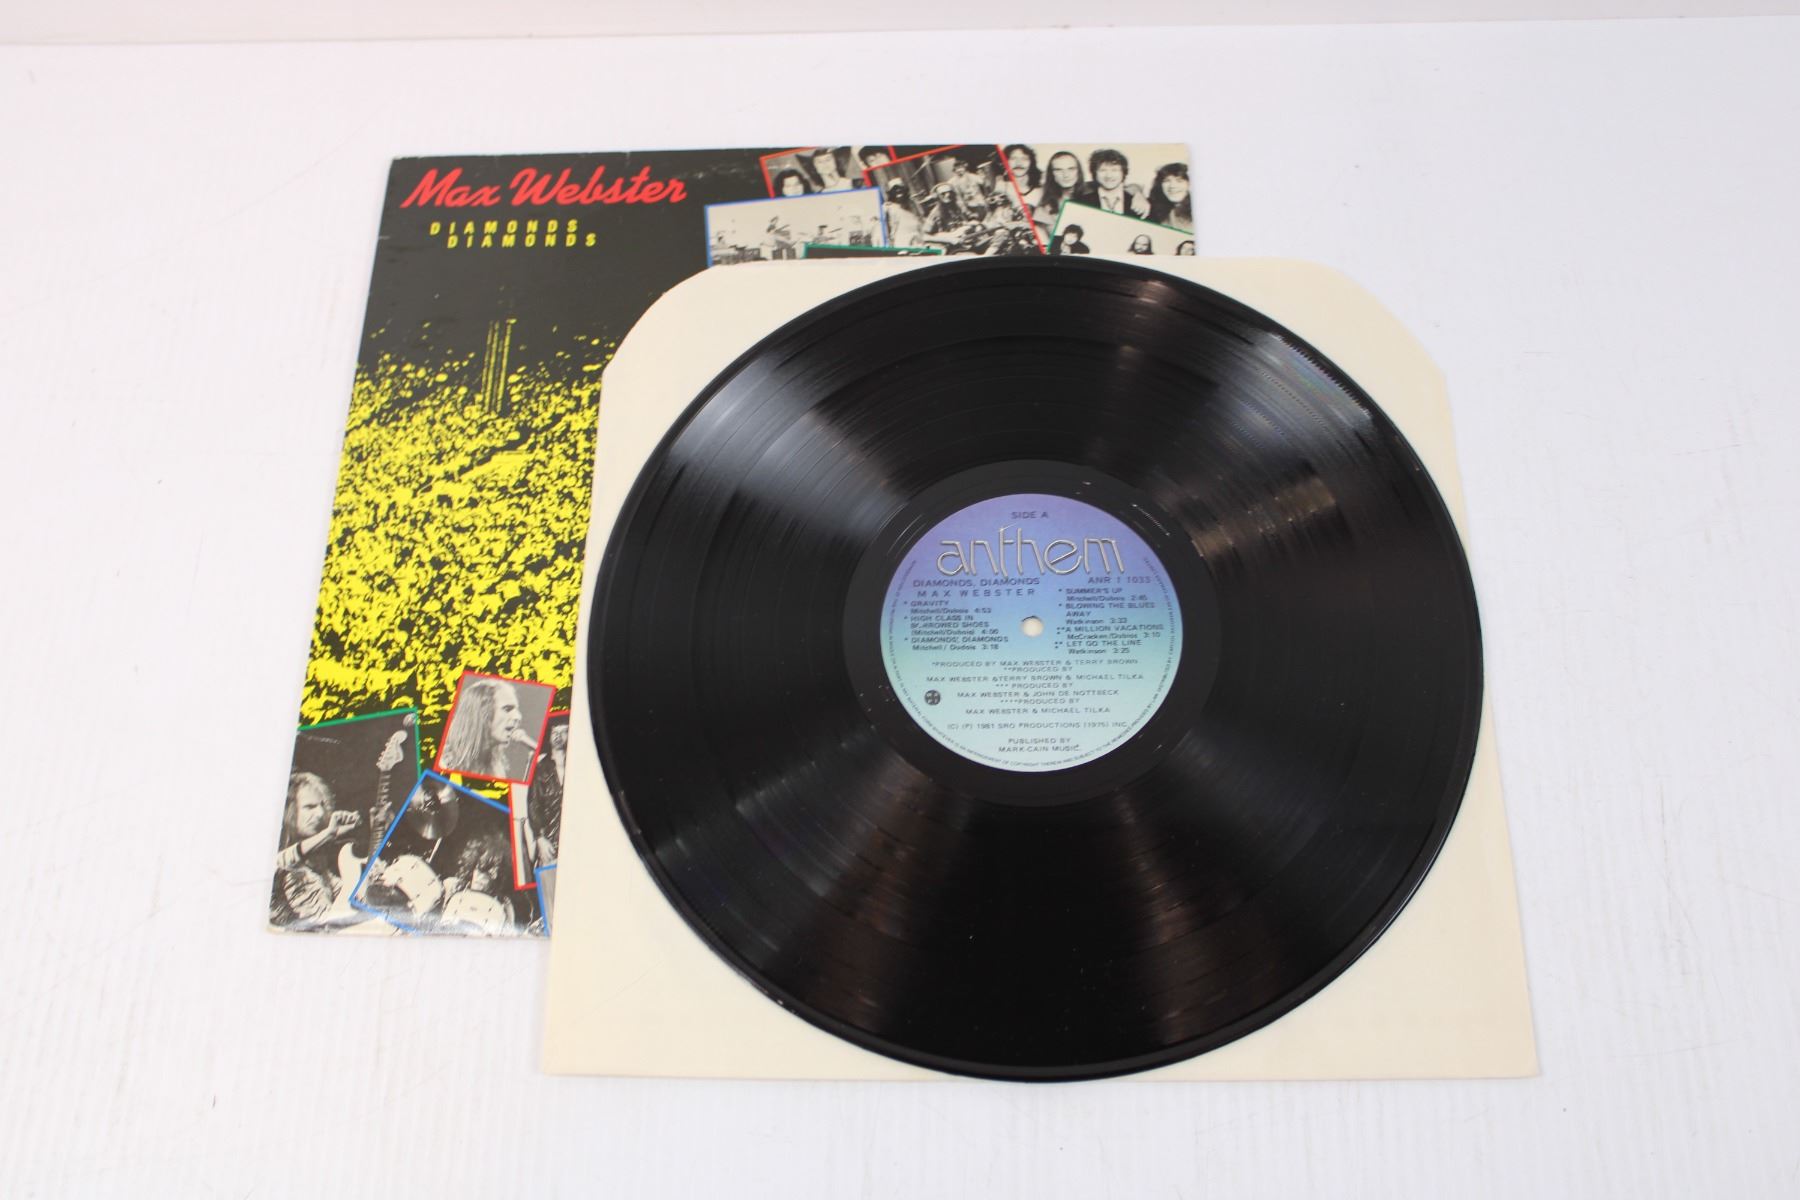 Max Webster
DIAMONDS
DIAMONDS
SIDE A
anthem
DIAMONDS, DIAMONDS
ANR 1 1033
MAX WEBSTER
* GRAVITY
Mitchell/Dubois 4:53
* HIGH CLASS IN
BORROWED SHOES
(Mitchell/Dubois) 4:00
* DIAMONDS, DIAMONDS
Mitchell / Dudois 3:18
* SUMMER'S UP
Mitchell/Dubois 2:45
* BLOWING THE BLUES
AWAY
Watkinson 3:33
**A MILLION VACATIONS
McCracken/Dubios 3:10
** LET GO THE LINE
Watkinson 3:25
*PRODUCED BY MAX WEBSTER & TERRY BROWN
**PRODUCED BY
MAX WEBSTER &TERRY BROWN & MICHAEL TILKA
*** PRODUCED BY
MAX WEBSTER & JOHN DE NOTTBECK
****PRODUCED BY
MAX WEBSTER & MICHAEL TILKA
(C) (P) 1981 SRO PRODUCTIONS (1975) INC.
PUBLISHED BY
MARK-CAIN MUSIC.